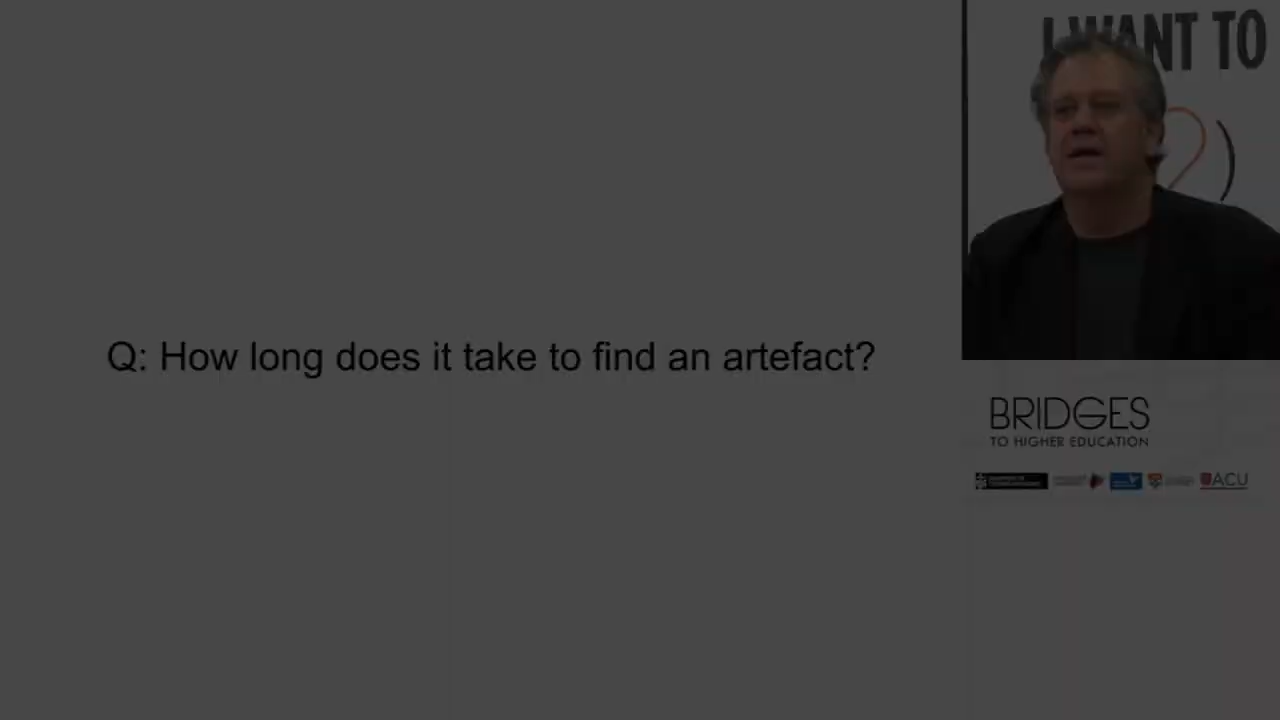 I WANT TO
Q: How long does it take to find an artefact?
BRIDGES
TO HIGHER EDUCATION
ACU